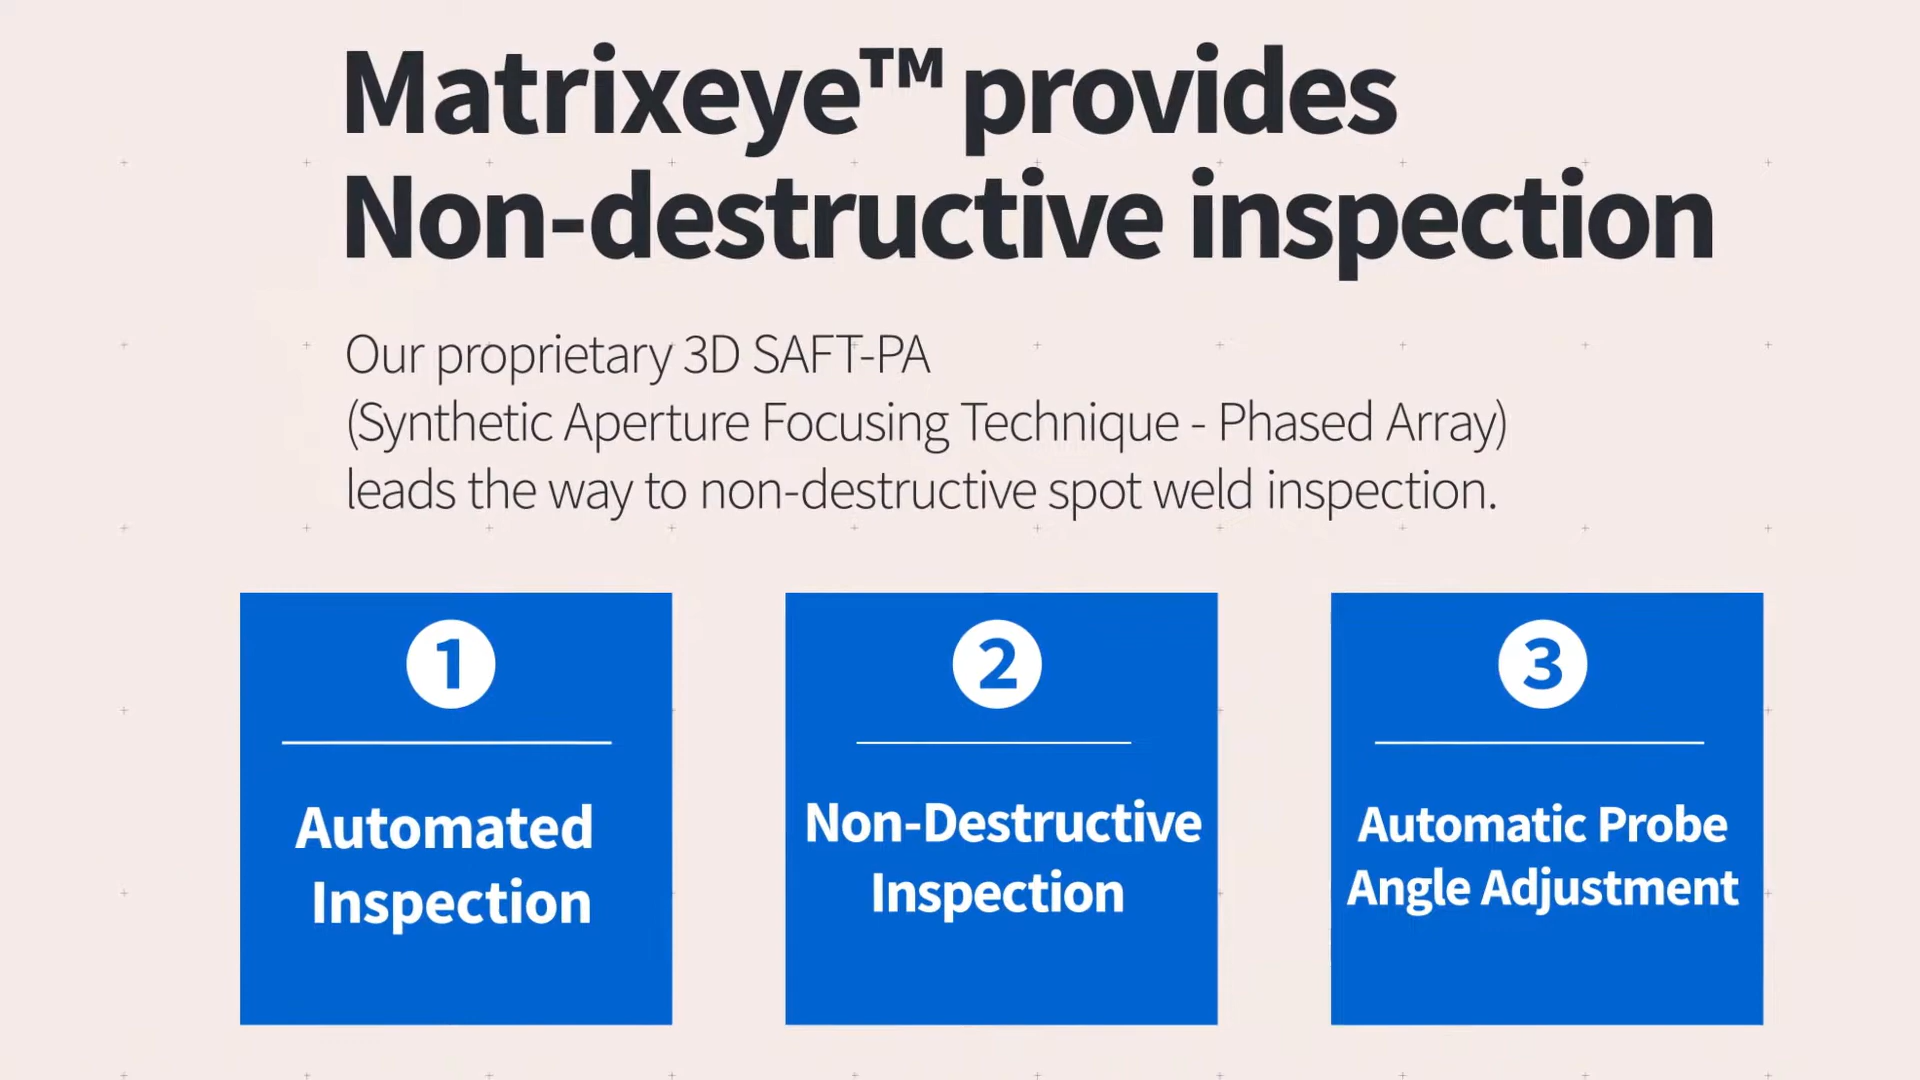 Matrixeye™ provides
Non-destructive inspection
Our proprietary 3D SAFT-PA
(Synthetic Aperture Focusing Technique - Phased Array)
leads the way to non-destructive spot weld inspection.
1
Automated
Inspection
2
Non-Destructive
Inspection
3
Automatic Probe
Angle Adjustment